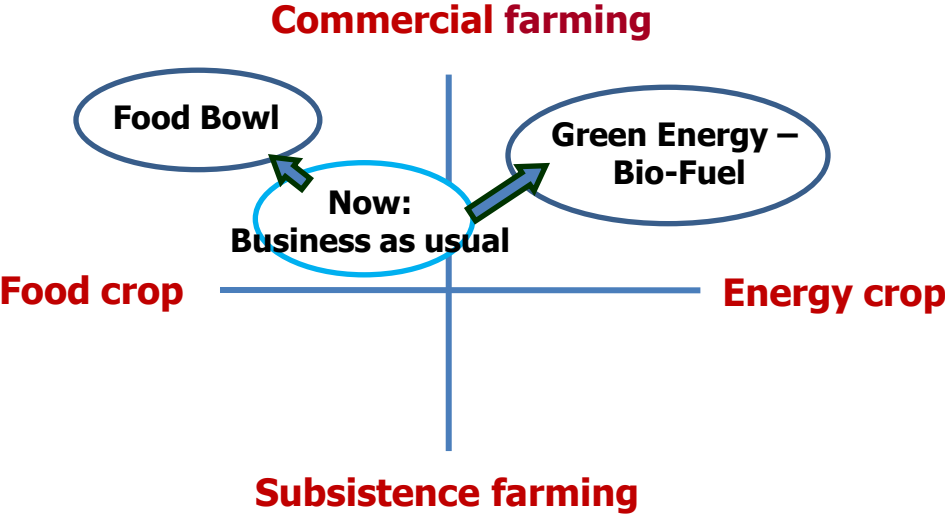 Commercial farming
Food Bowl
Green Energy –
Bio-Fuel
Now:
Business as usual
Food crop
Energy crop
Subsistence farming